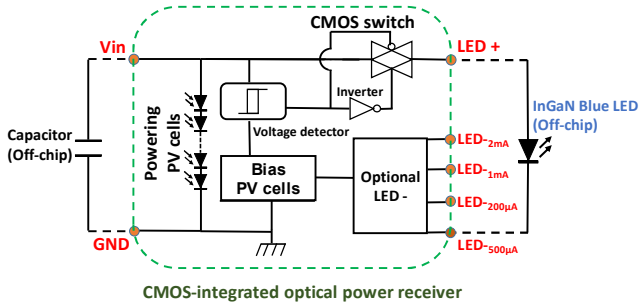 CMOS switch
Vin
LED +
Inverter
InGaN Blue LED
(Off-chip)
Capacitor
(Off-chip)
Powering
PV cells
Voltage detector
LED-2mA
Bias
PV cells
Optional
LED -
LED-1mA
LED-200μA
GND
LED-500μA
CMOS-integrated optical power receiver